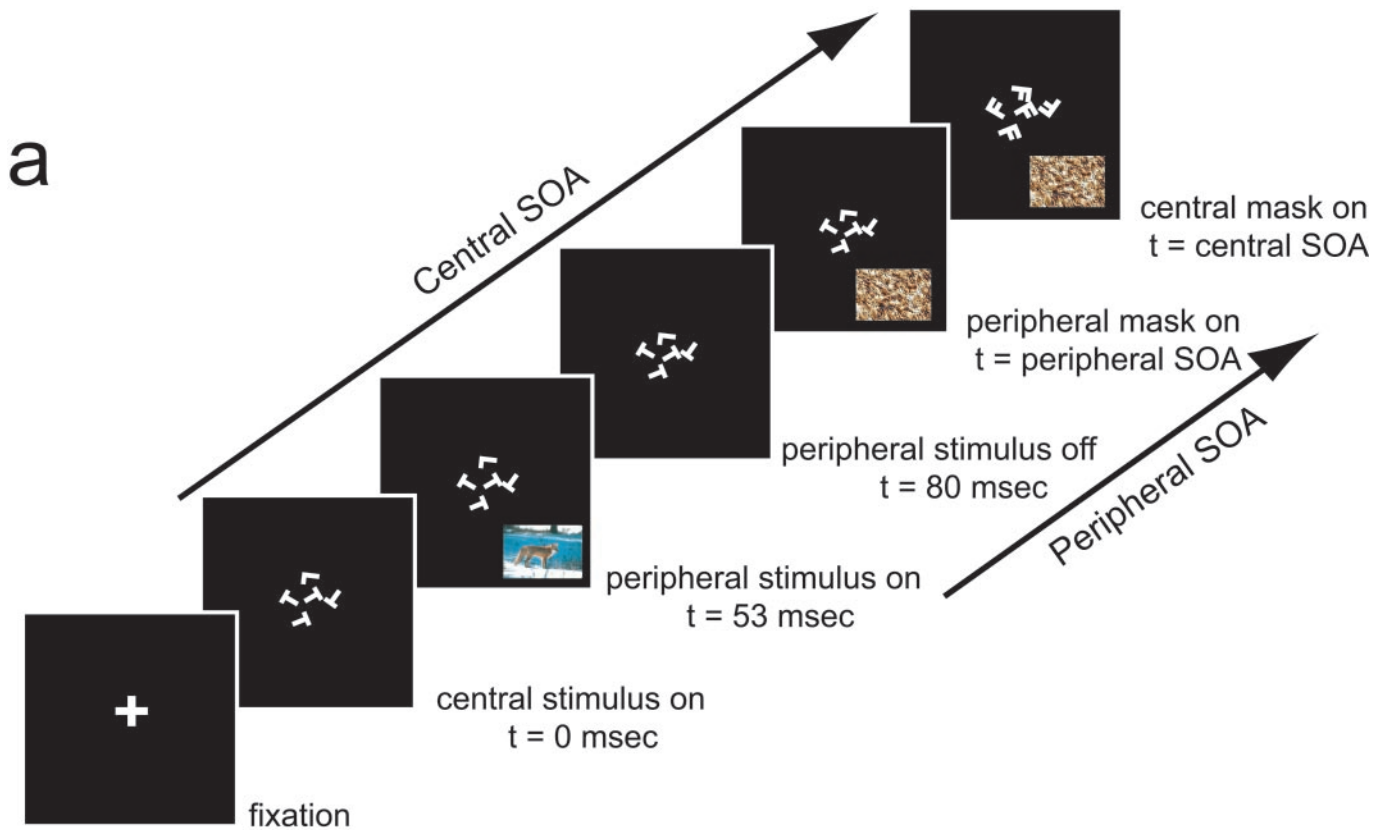 a
Central SOA
central mask on
t = central SOA
peripheral mask on
t = peripheral SOA
peripheral stimulus off
t = 80 msec
Peripheral SOA
peripheral stimulus on
t = 53 msec
central stimulus on
t = 0 msec
fixation